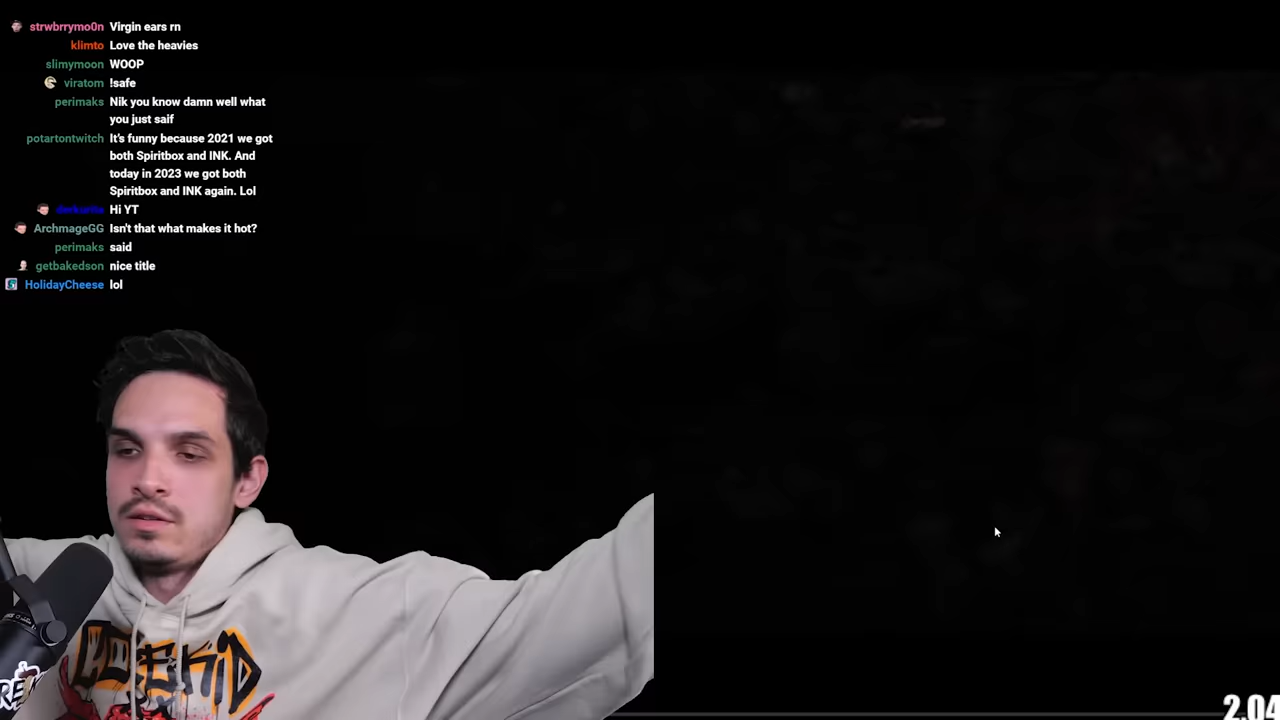 strwbrrymo0n Virgin ears rn
klimto Love the heavies
slimymoon WOOP
viratom !safe
perimaks Nik you know damn well what
you just saif
potartontwitch It's funny because 2021 we got
both Spiritbox and INK. And
today in 2023 we got both
Spiritbox and INK again. Lol
Hi YT
ArchmageGG Isn't that what makes it hot?
perimaks said
getbakedson nice title
HolidayCheese lol
2.04